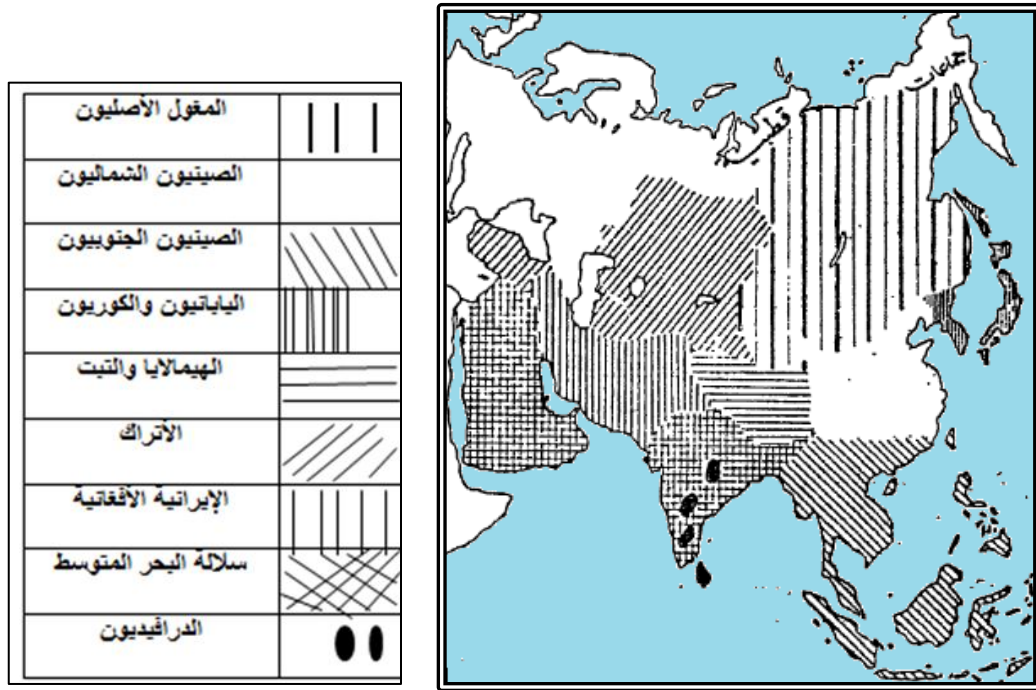 المغول الأصليون
الصينيون الشماليون
الصينيون الجنوبيون
اليابانيون والكوريون
الهيمالايا والتبت
الأتراك
الإيرانية الأفغانية
سلالة البحر المتوسط
الدرافيديون
جماعات
قطبية